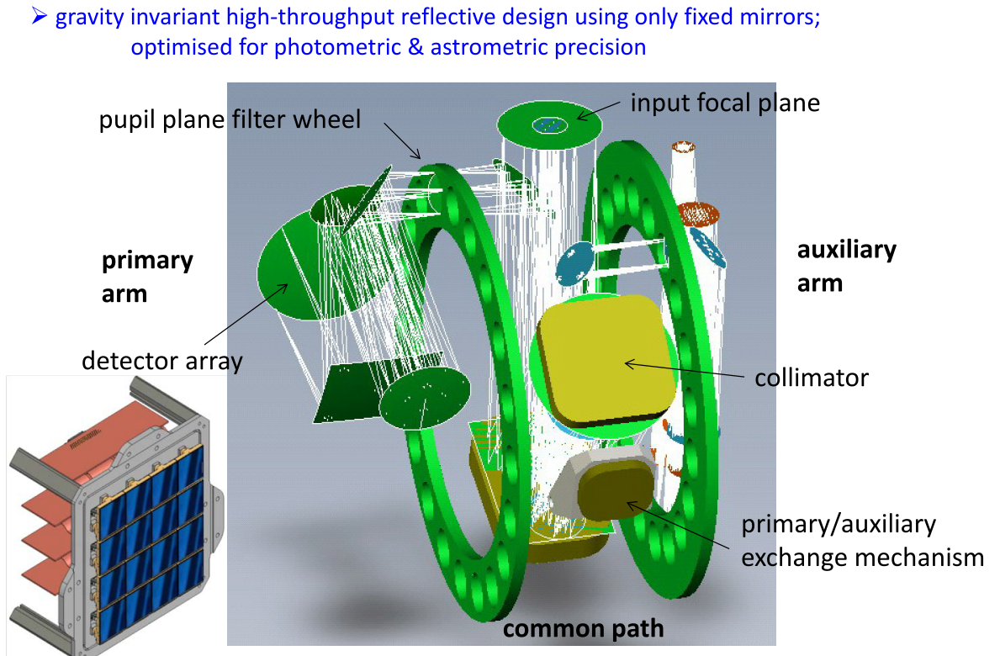 ➢ gravity invariant high-throughput reflective design using only fixed mirrors;
optimised for photometric & astrometric precision
input focal plane
pupil plane filter wheel
primary
arm
auxiliary
arm
detector array
collimator
primary/auxiliary
exchange mechanism
common path